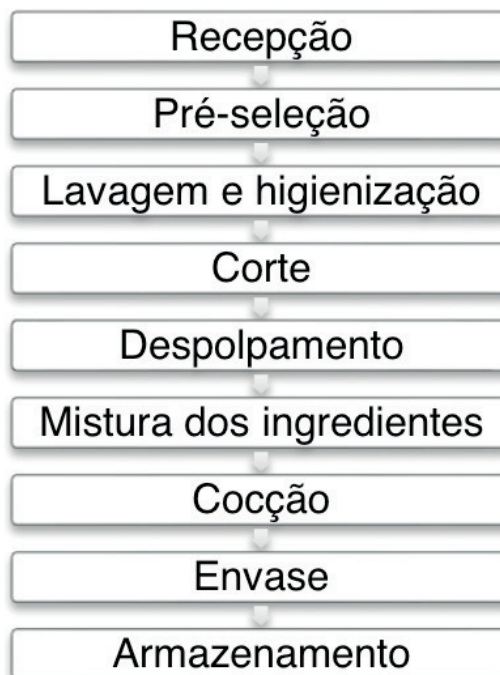 Recepção
Pré-seleção
Lavagem e higienização
Corte
Despolpamento
Mistura dos ingredientes
Cocção
Envase
Armazenamento